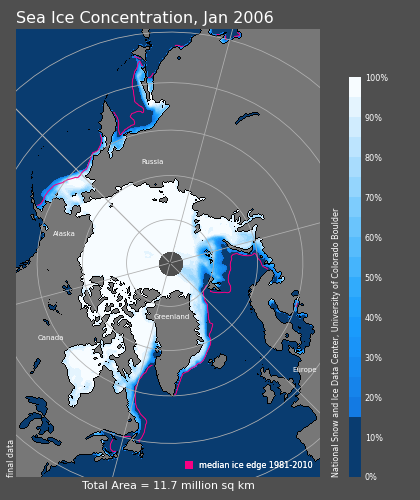 Sea Ice Concentration, Jan 2006
100%
90%
80%
70%
60%
50%
40%
30%
20%
10%
0%
Russia
Alaska
Canada
Greenland
Europe
median ice edge 1981-2010
Total Area = 11.7 million sq km
final data
National Snow and Ice Data Center, University of Colorado Boulder